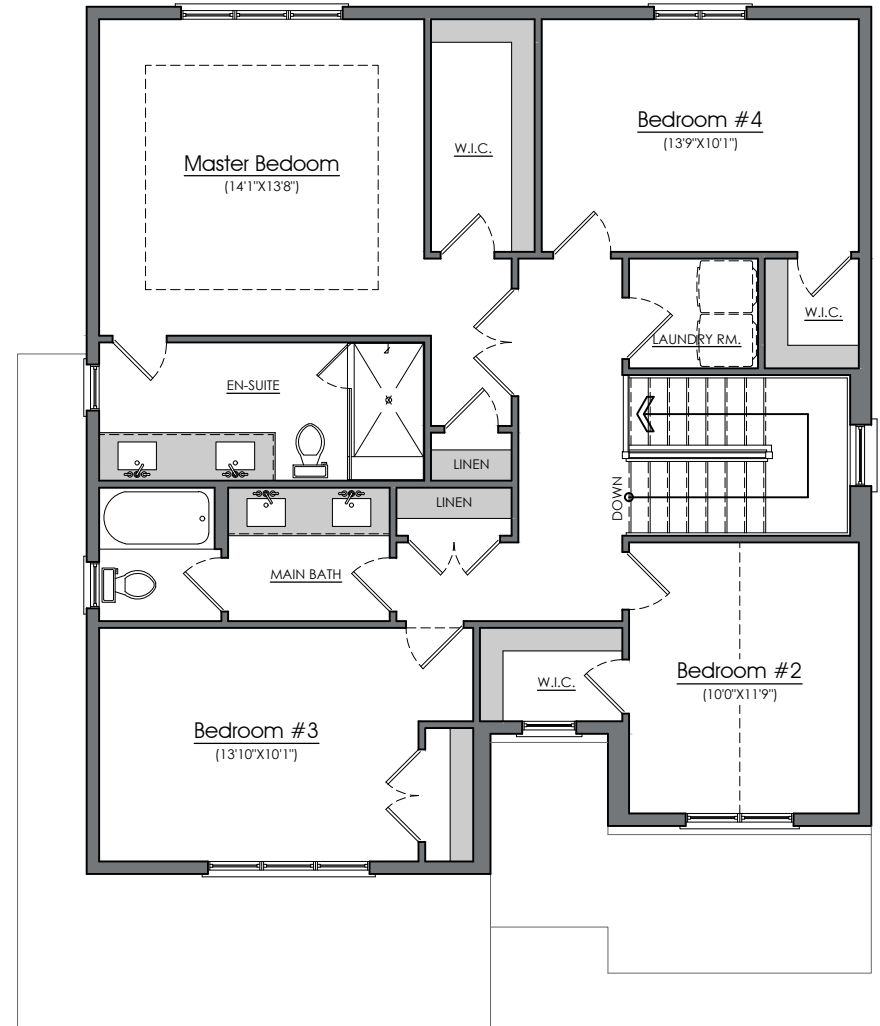 Bedroom #4
(13'9"X10'1")
W.I.C.
Master Bedoom
(14'1"X13'8")
W.I.C.
LAUNDRY RM.
EN-SUITE
LINEN
LINEN
DOWN
MAIN BATH
Bedroom #2
(10'0"X11'9")
W.I.C.
Bedroom #3
(13'10"X10'1")